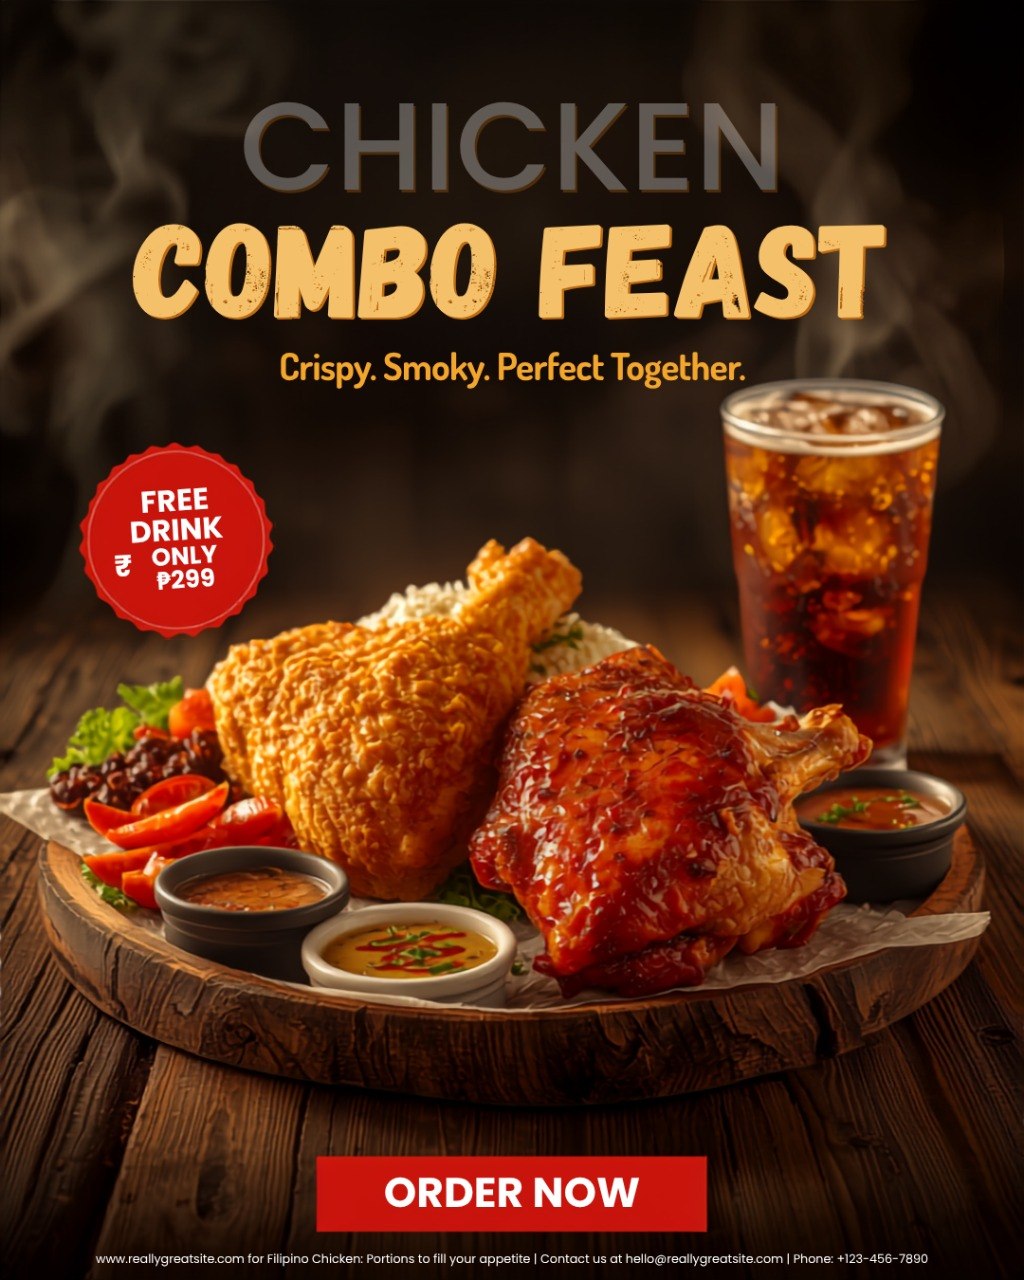 CHICKEN
COMBO FEAST
Crispy. Smoky. Perfect Together.
FREE
DRINK
₹ ONLY
₱299
ORDER NOW
www.reallygreatsite.com for Filipino Chicken: Portions to fill your appetite | Contact us at hello@reallygreatsite.com | Phone: +123-456-7890